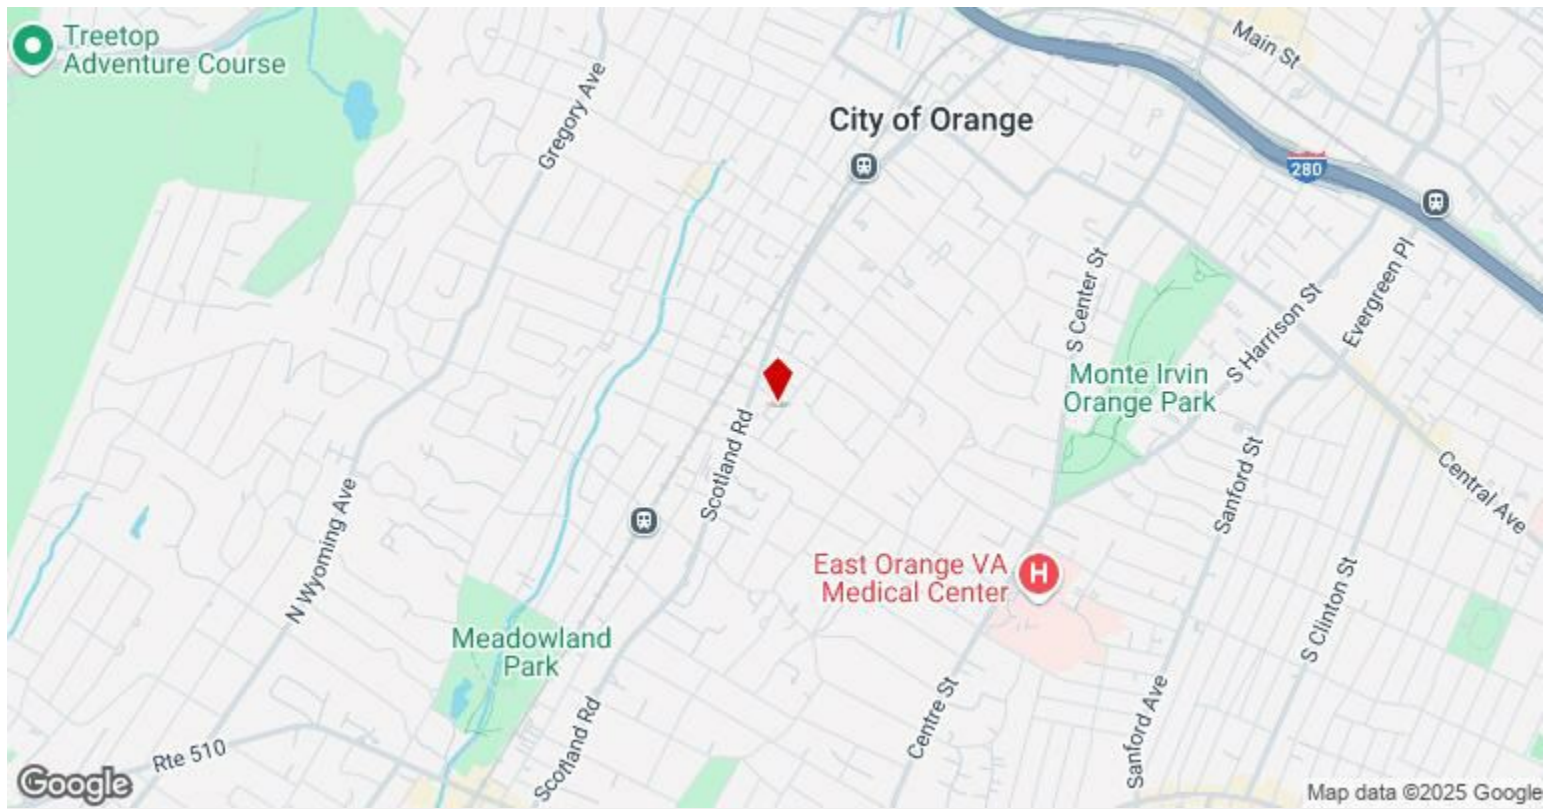 Treetop
Adventure Course
Gregory Ave
Main St
City of Orange
280
S Center St
Evergreen Pl
S Harrison St
Monte Irvin
Orange Park
Scotland Rd
Central Ave
Sanford St
N Wyoming Ave
East Orange VA
Medical Center
H
S Clinton St
Meadowland
Park
Centre St
Sanford Ave
Scotland Rd
Rte 510
Google
Map data ©2025 Google